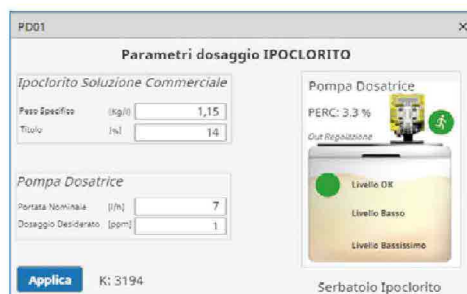 PD01
Parametri dosaggio IPOCLORITO
Ipoclorito Soluzione Commerciale
Peso Specifico [Kg/l] 1,15
Titolo [%] 14
Pompa Dosatrice
Portata Nominale [l/h] 7
Dosaggio Desiderato [ppm] 1
Applica K: 3194
Pompa Dosatrice
PERC: 3.3 %
Out Regolazione
Livello OK
Livello Basso
Livello Bassissimo
Serbatoio Ipoclorito